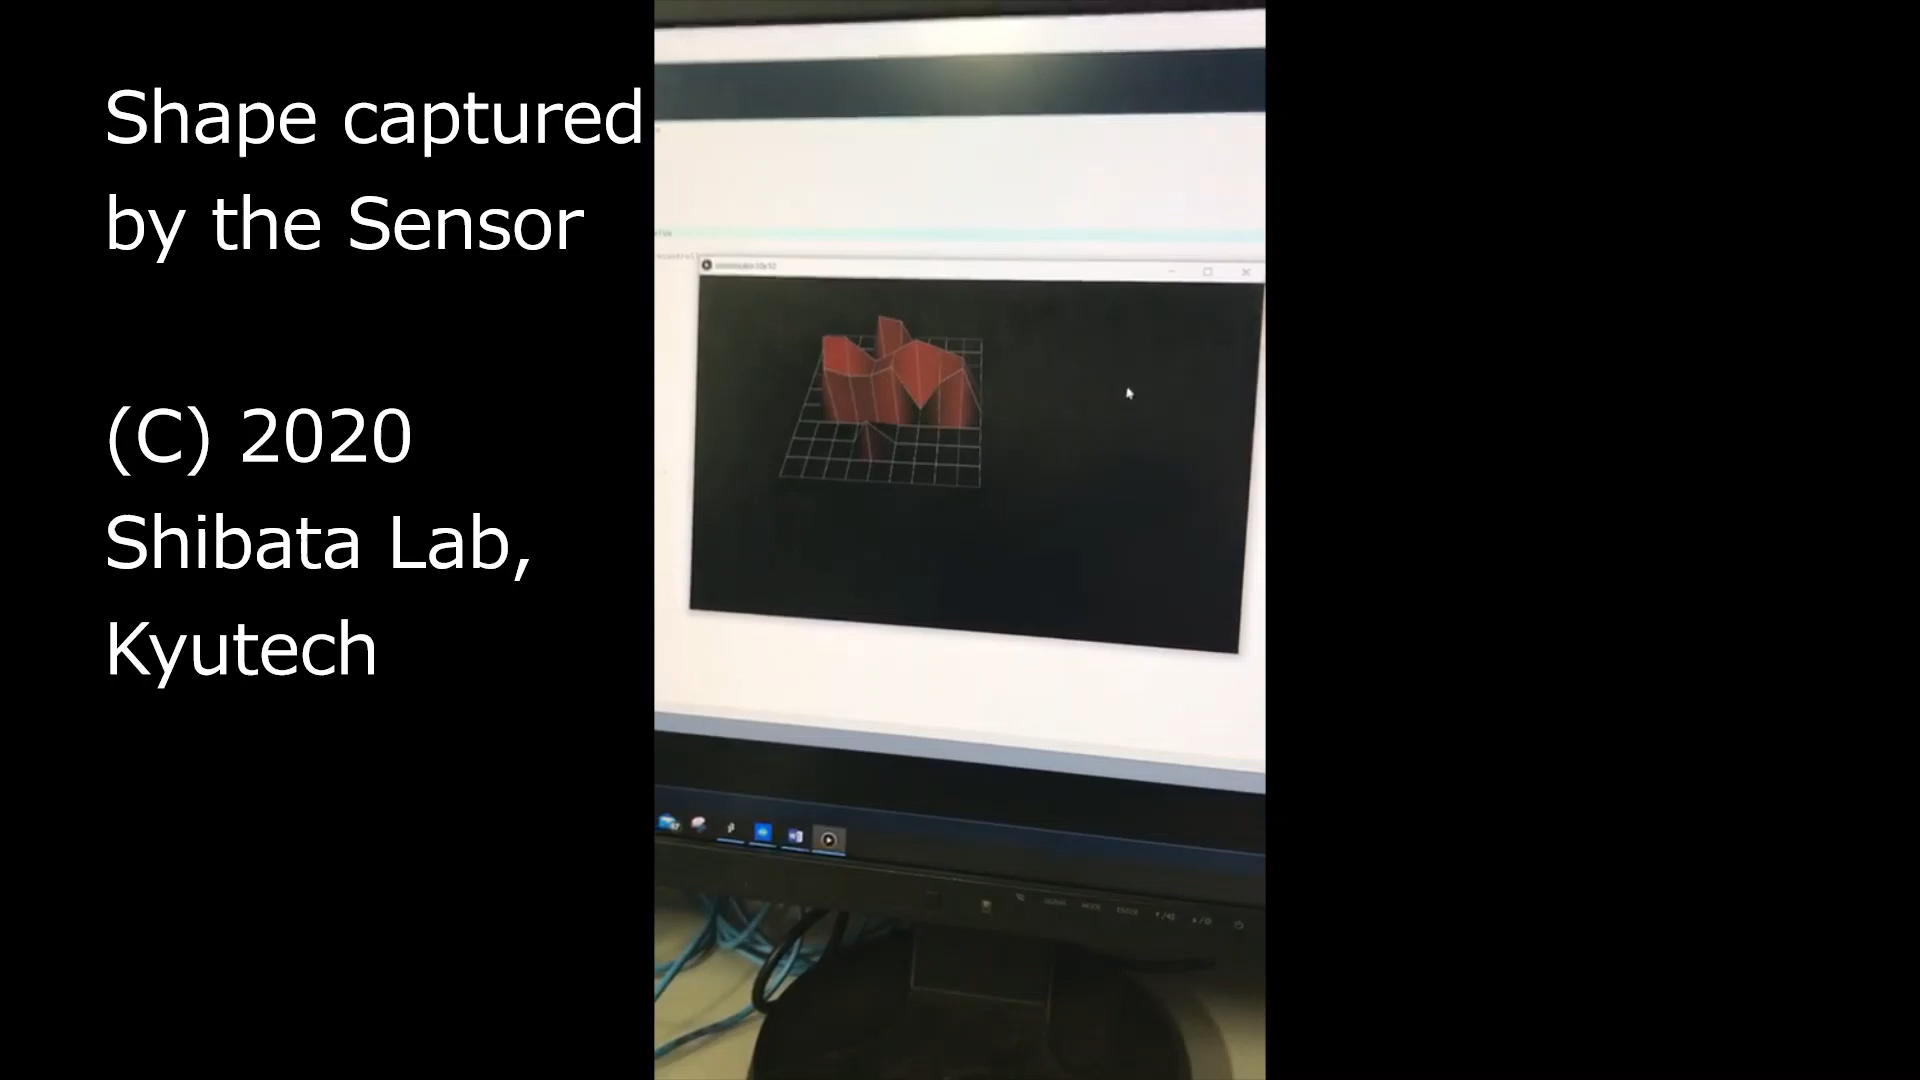 Shape captured
by the Sensor
(C) 2020
Shibata Lab,
Kyutech